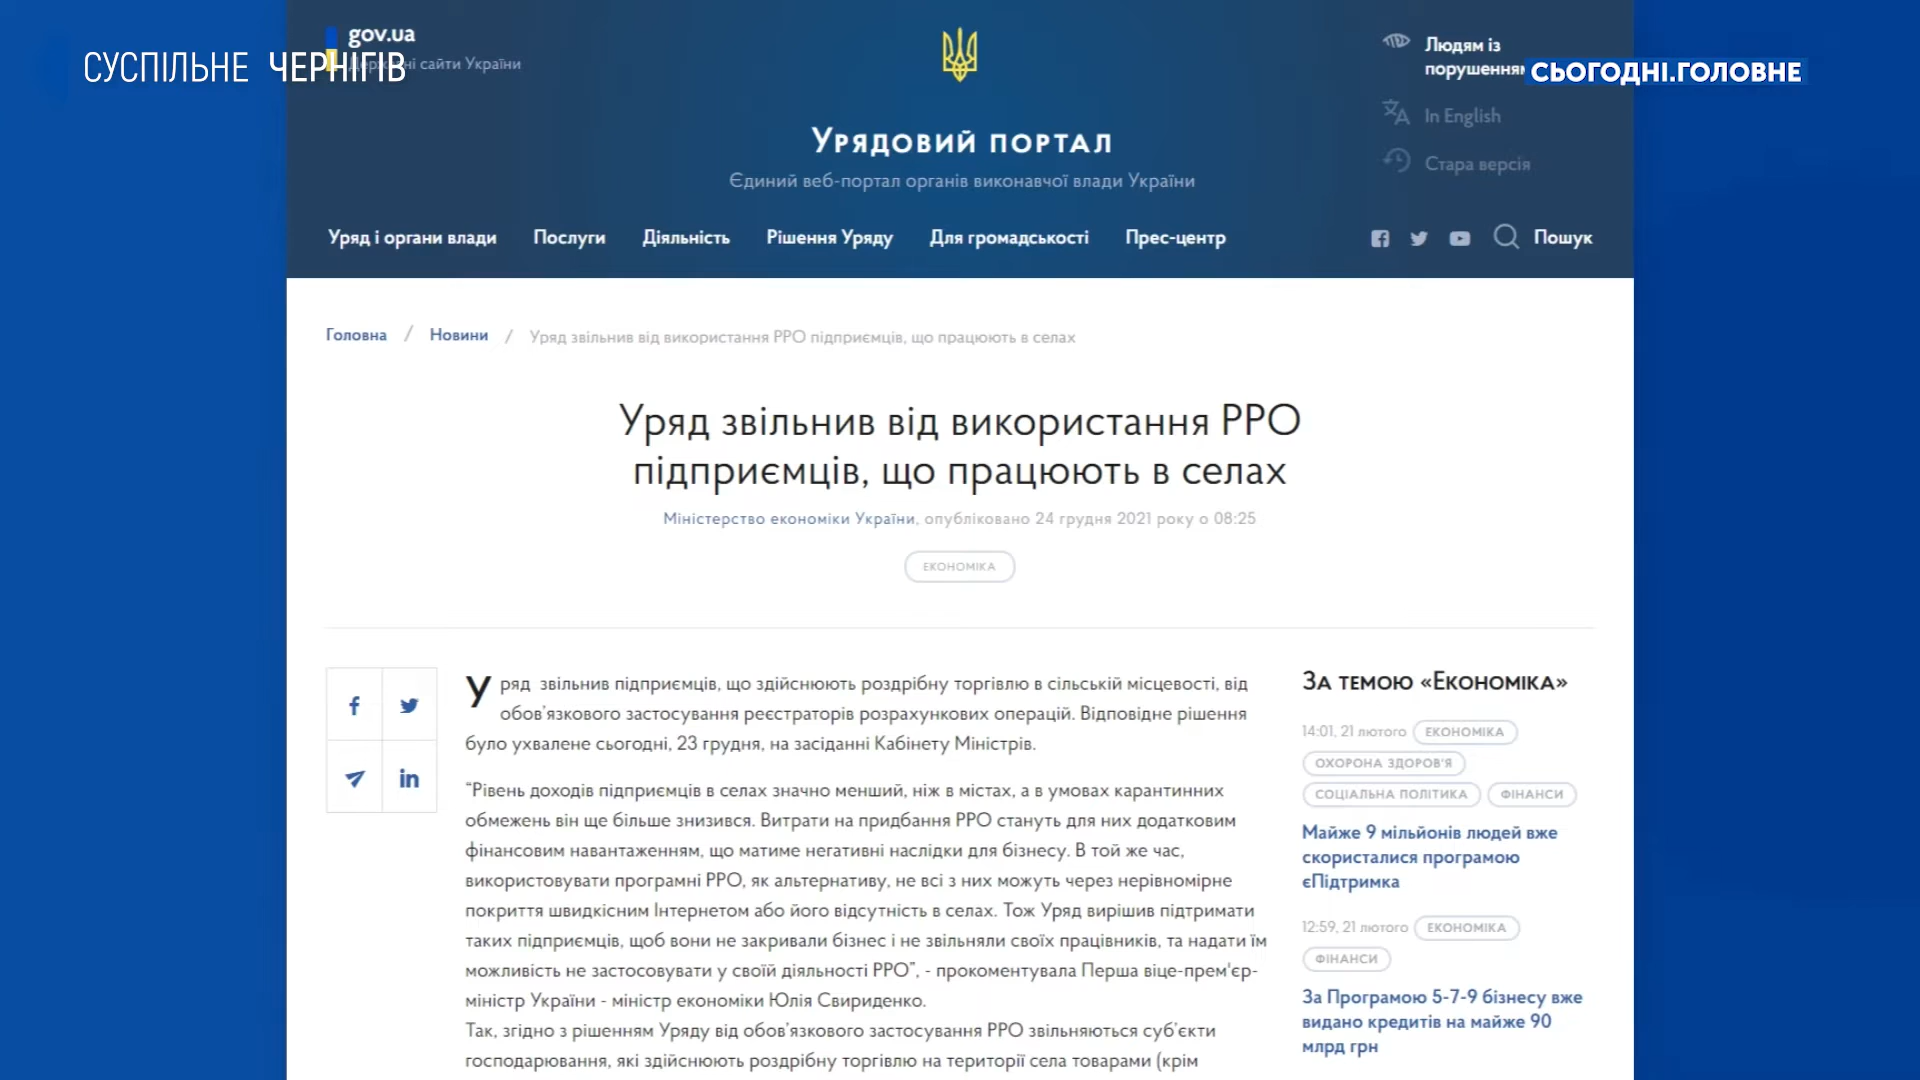 gov.ua
Державні сайти України
СУСПІЛЬНЕ ЧЕРНІГІВ
Людям із
порушенням
СЬОГОДНІ.ГОЛОВНЕ
In English
Стара версія
Урядовий портал
Єдиний веб-портал органів виконавчої влади України
Уряд і органи влади Послуги Діяльність Рішення Уряду Для громадськості Прес-центр Пошук
Головна / Новини / Уряд звільнив від використання РРО підприємців, що працюють в селах
Уряд звільнив від використання РРО
підприємців, що працюють в селах
Міністерство економіки України, опубліковано 24 грудня 2021 року о 08:25
ЕКОНОМІКА
Уряд звільнив підприємців, що здійснюють роздрібну торгівлю в сільській місцевості, від
обов'язкового застосування реєстраторів розрахункових операцій. Відповідне рішення
було ухвалене сьогодні, 23 грудня, на засіданні Кабінету Міністрів.
“Рівень доходів підприємців в селах значно менший, ніж в містах, а в умовах карантинних
обмежень він ще більше знизився. Витрати на придбання РРО стануть для них додатковим
фінансовим навантаженням, що матиме негативні наслідки для бізнесу. В той же час,
використовувати програмні РРО, як альтернативу, не всі з них можуть через нерівномірне
покриття швидкісним Інтернетом або його відсутність в селах. Тож Уряд вирішив підтримати
таких підприємців, щоб вони не закривали бізнес і не звільняли своїх працівників, та надати їм
можливість не застосовувати у своїй діяльності РРО”, - прокоментувала Перша віце-прем'єр-
міністр України - міністр економіки Юлія Свириденко.
Так, згідно з рішенням Уряду від обов'язкового застосування РРО звільняються суб'єкти
господарювання, які здійснюють роздрібну торгівлю на території села товарами (крім
За темою «Економіка»
14:01, 21 лютого ЕКОНОМІКА
ОХОРОНА ЗДОРОВ'Я
СОЦІАЛЬНА ПОЛІТИКА ФІНАНСИ
Майже 9 мільйонів людей вже
скористалися програмою
єПідтримка
12:59, 21 лютого ЕКОНОМІКА
ФІНАНСИ
За Програмою 5-7-9 бізнесу вже
видано кредитів на майже 90
млрд грн